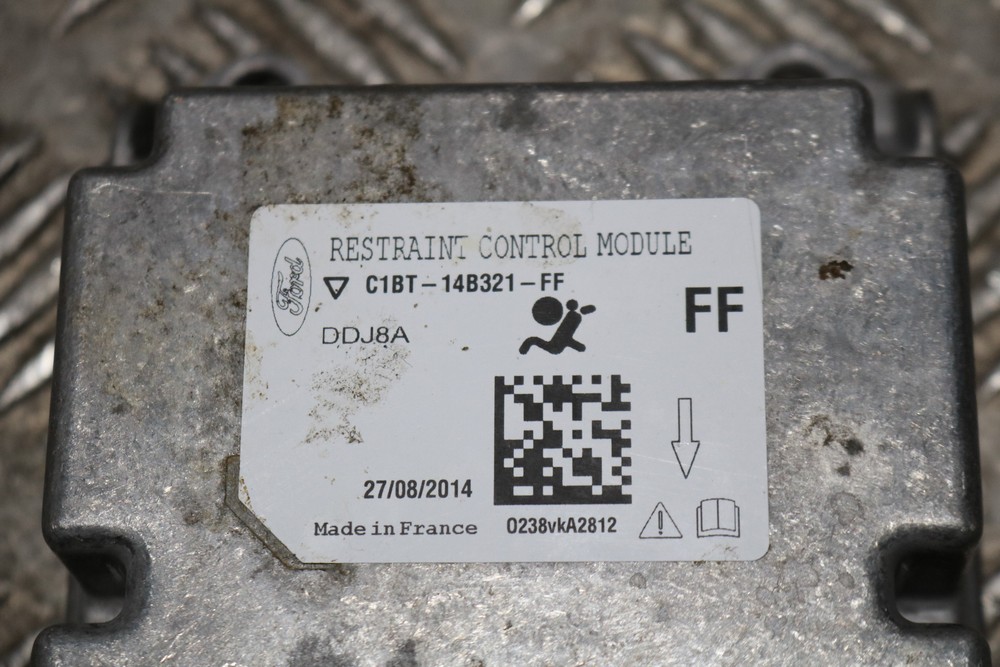 Ford
RESTRAINT CONTROL MODULE
C1BT-14B321-FF
FF
DDJ8A
27/08/2014
Made in France
0238vkA2812